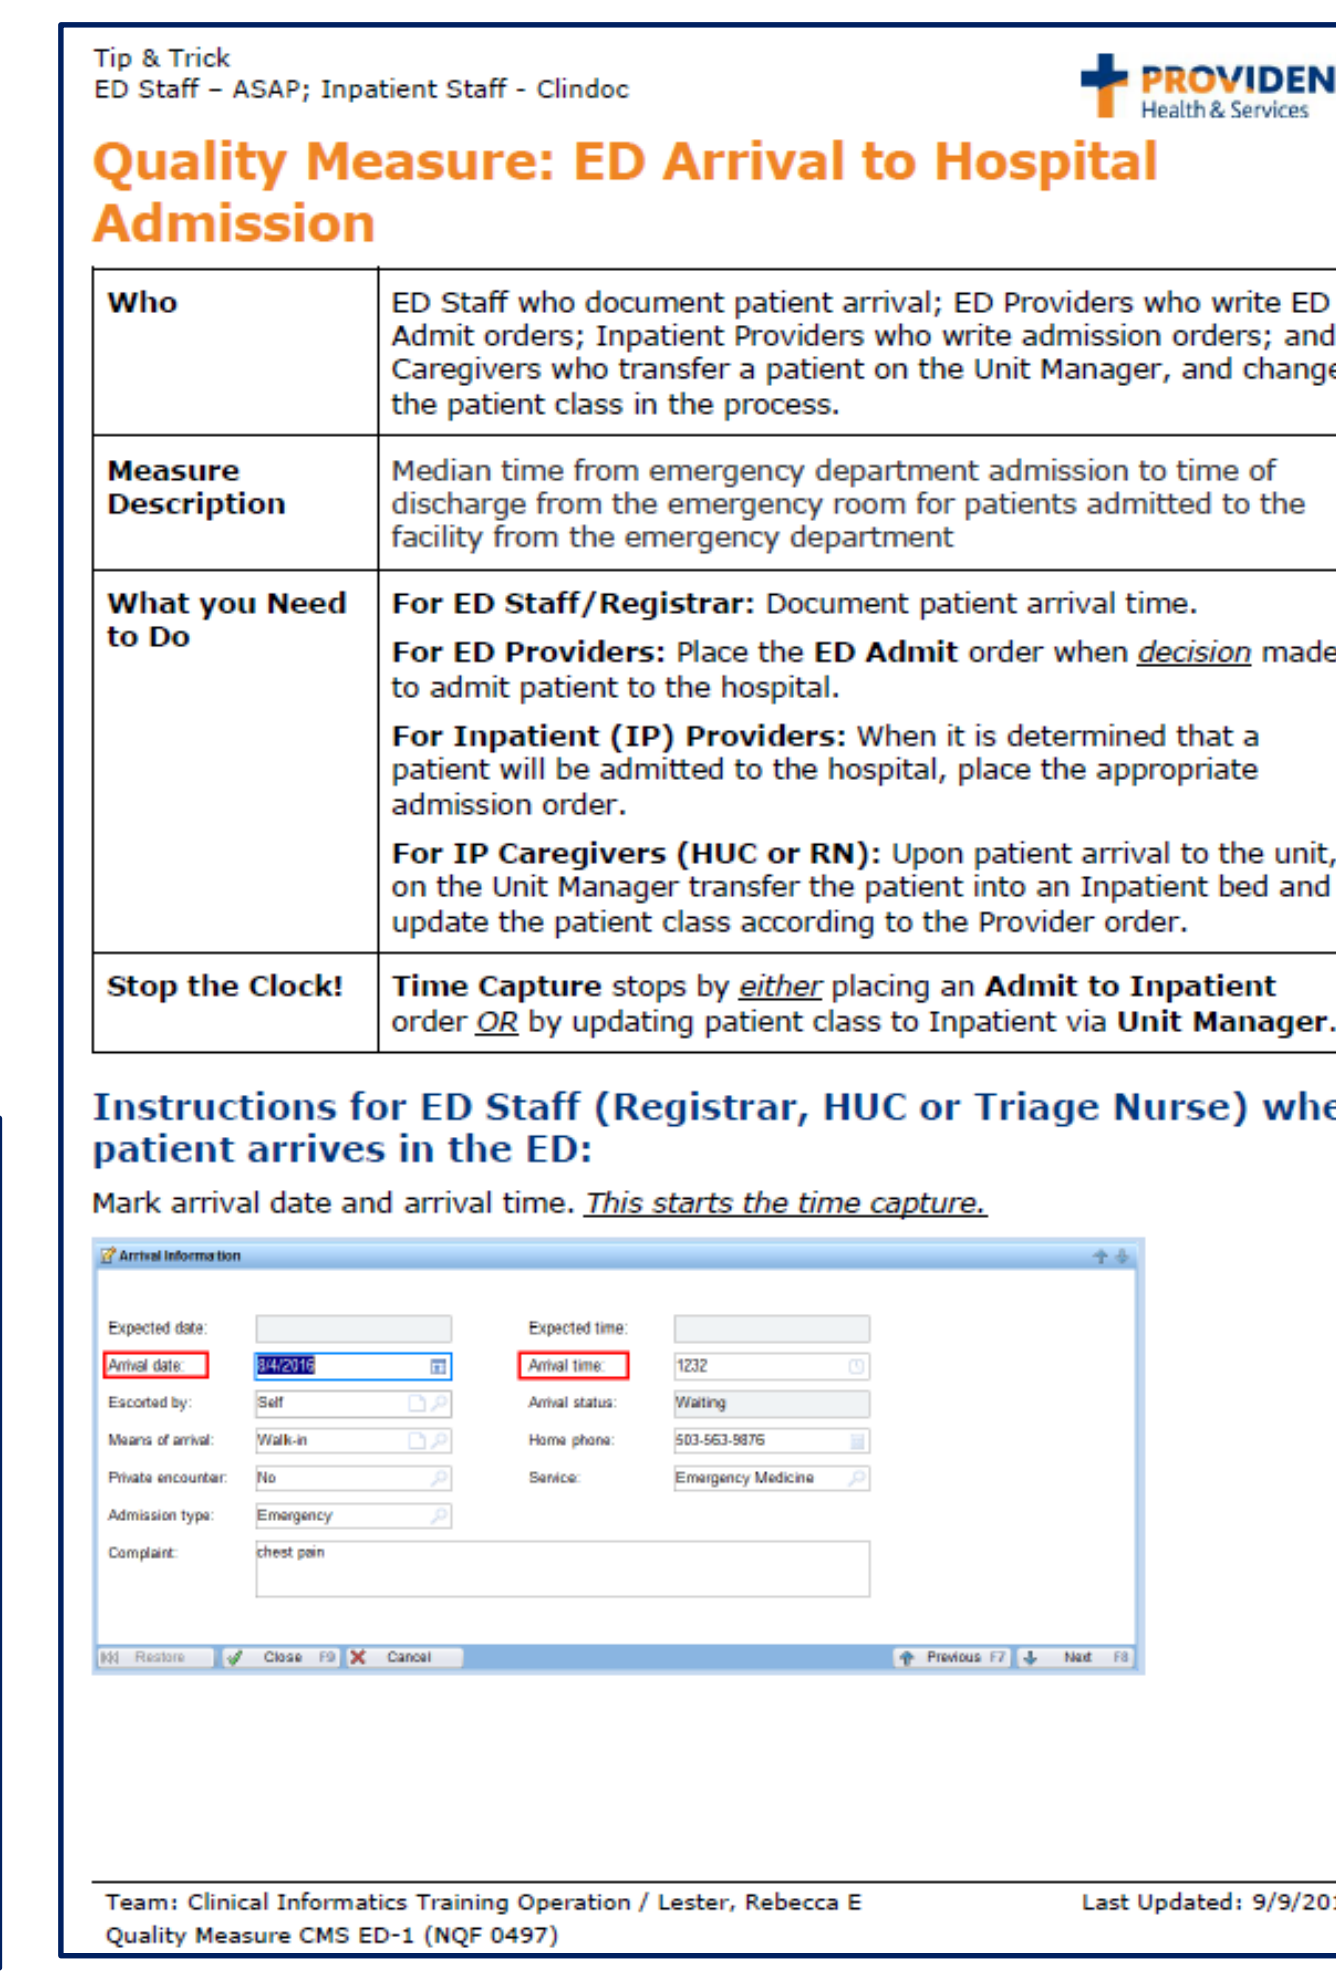 Tip & Trick
ED Staff – ASAP; Inpatient Staff - Clindoc
PROVIDEN
Health & Services
Quality Measure: ED Arrival to Hospital
Admission
Who
ED Staff who document patient arrival; ED Providers who write ED
Admit orders; Inpatient Providers who write admission orders; and
Caregivers who transfer a patient on the Unit Manager, and change
the patient class in the process.
Measure
Description
Median time from emergency department admission to time of
discharge from the emergency room for patients admitted to the
facility from the emergency department
What you Need
to Do
For ED Staff/Registrar: Document patient arrival time.
For ED Providers: Place the ED Admit order when decision made
to admit patient to the hospital.
For Inpatient (IP) Providers: When it is determined that a
patient will be admitted to the hospital, place the appropriate
admission order.
For IP Caregivers (HUC or RN): Upon patient arrival to the unit,
on the Unit Manager transfer the patient into an Inpatient bed and
update the patient class according to the Provider order.
Stop the Clock!
Time Capture stops by either placing an Admit to Inpatient
order OR by updating patient class to Inpatient via Unit Manager.
Instructions for ED Staff (Registrar, HUC or Triage Nurse) whe
patient arrives in the ED:
Mark arrival date and arrival time. This starts the time capture.
Arrival Information
Expected date: Expected time:
Arrival date: 8/4/2016 Arrival time: 1232
Escorted by: Self Arrival status: Waiting
Means of arrival: Walk-in Home phone: 503-563-9876
Private encounter: No Service: Emergency Medicine
Admission type: Emergency
Complaint: chest pain
Restore Close F9 Cancel Previous F7 Next F8
Team: Clinical Informatics Training Operation / Lester, Rebecca E Last Updated: 9/9/201
Quality Measure CMS ED-1 (NQF 0497)